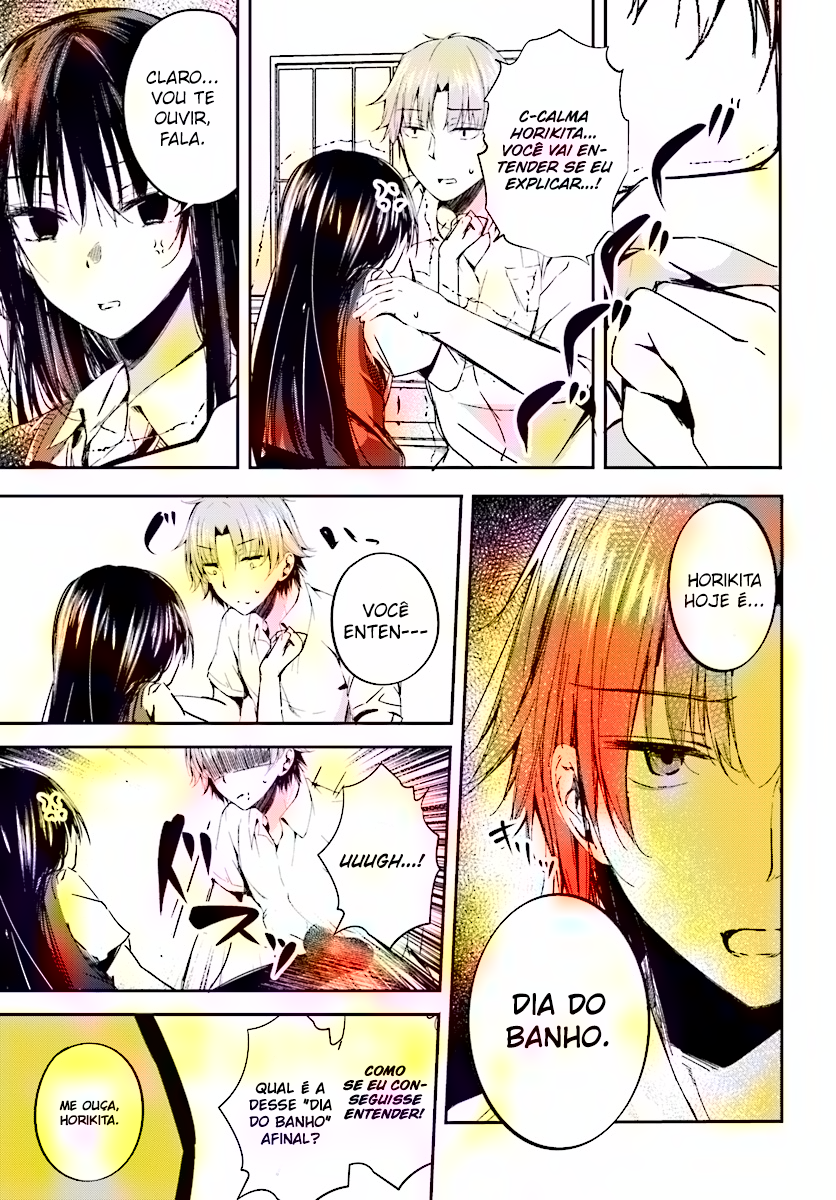 C-CALMA
HORIKITA...
VOCÊ VAI EN-
TENDER SE EU
EXPLICAR...!
CLARO...
VOU TE
OUVIR,
FALA.
HORIKITA
HOJE É...
DIA DO
BANHO.
VOCÊ
ENTEN---
UUUGH...!
COMO
SE EU CON-
SEGUISSE
ENTENDER!
QUAL É A
DESSE "DIA
DO BANHO"
AFINAL?
ME OUÇA,
HORIKITA.